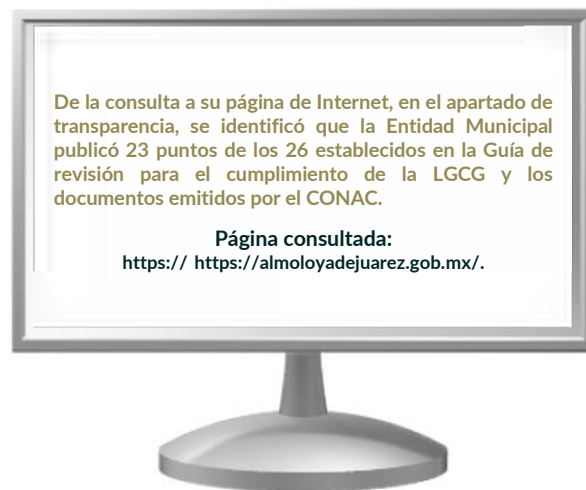 De la consulta a su página de Internet, en el apartado de
transparencia, se identificó que la Entidad Municipal
publicó 23 puntos de los 26 establecidos en la Guía de
revisión para el cumplimiento de la LGCG y los
documentos emitidos por el CONAC.
Página consultada:
https:// https://almoloyadejuarez.gob.mx/.